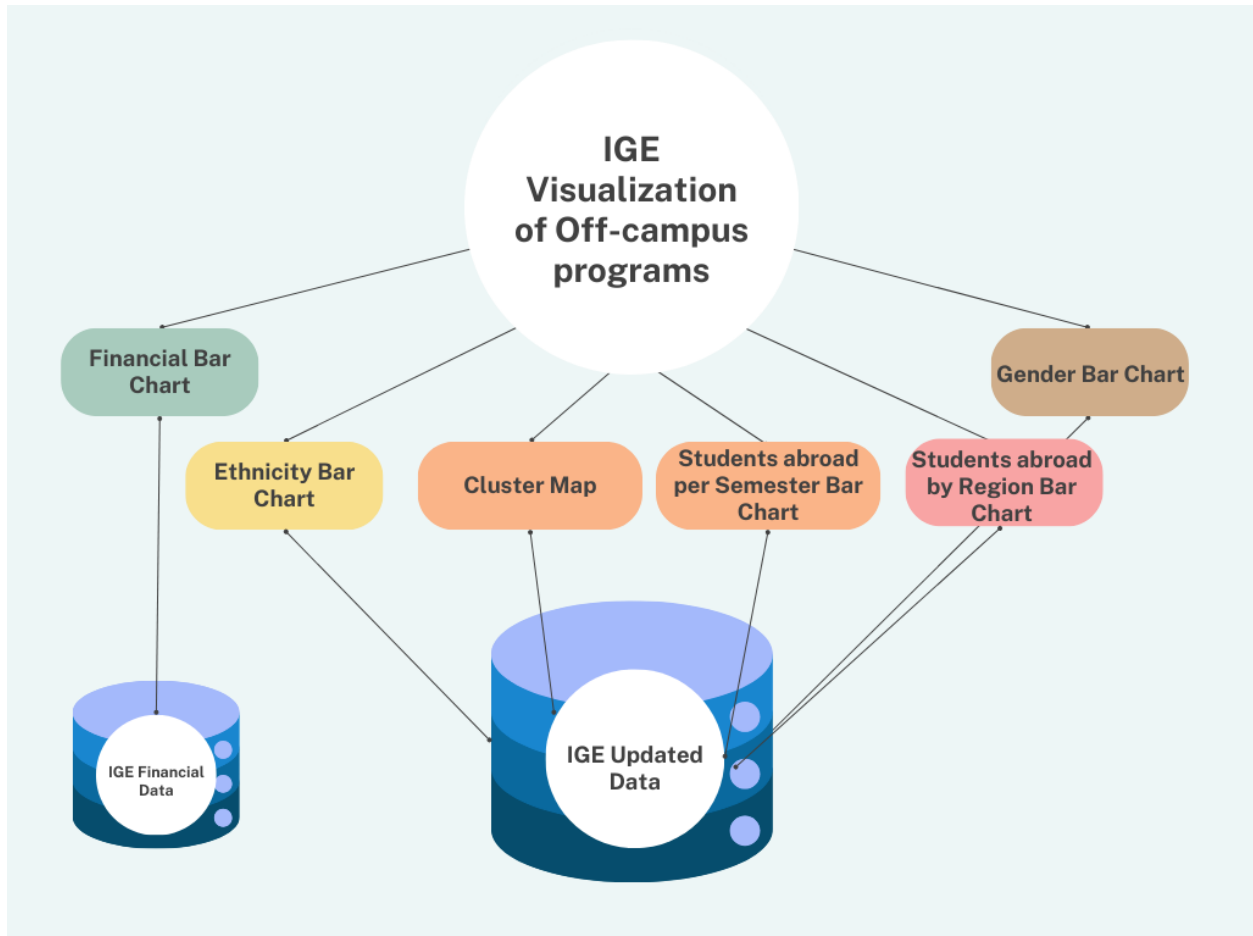 IGE
Visualization
of Off-campus
programs
Financial Bar
Chart
Gender Bar Chart
Ethnicity Bar
Chart
Cluster Map
Students abroad
per Semester Bar
Chart
Students abroad
by Region Bar
Chart
IGE Financial
Data
IGE Updated
Data